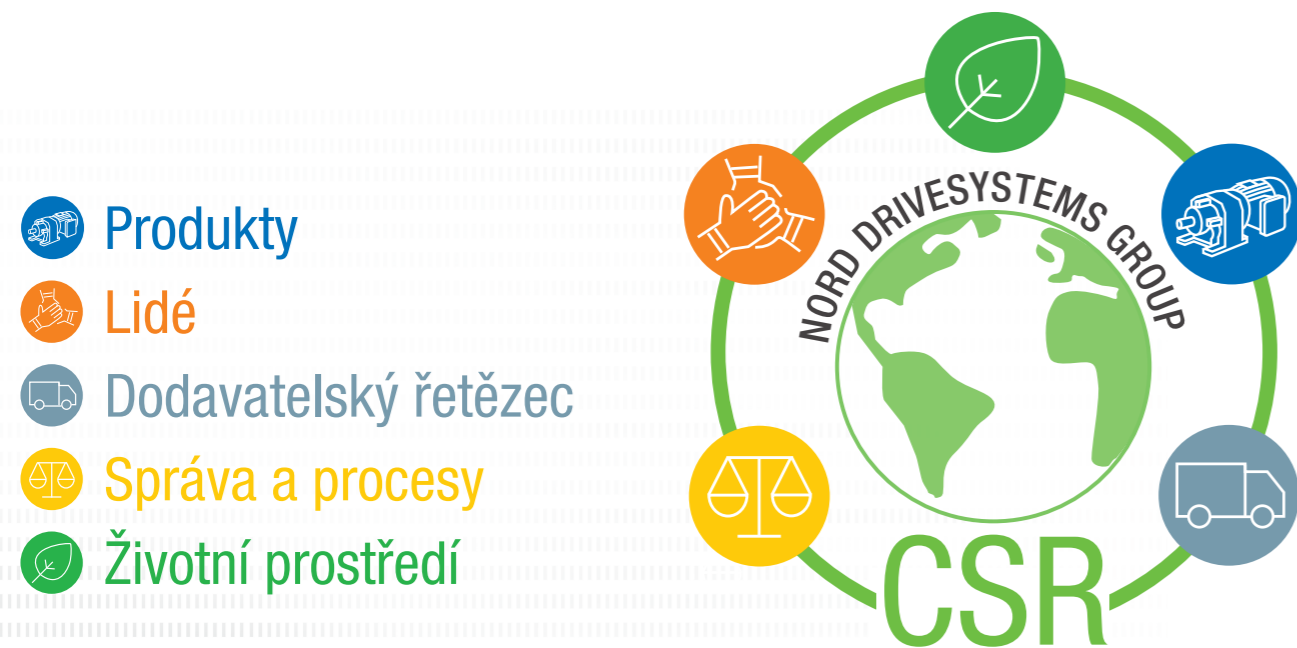 Produkty
Lidé
Dodavatelský řetězec
Správa a procesy
Životní prostředí
NORD DRIVESYSTEMS GROUP
CSR